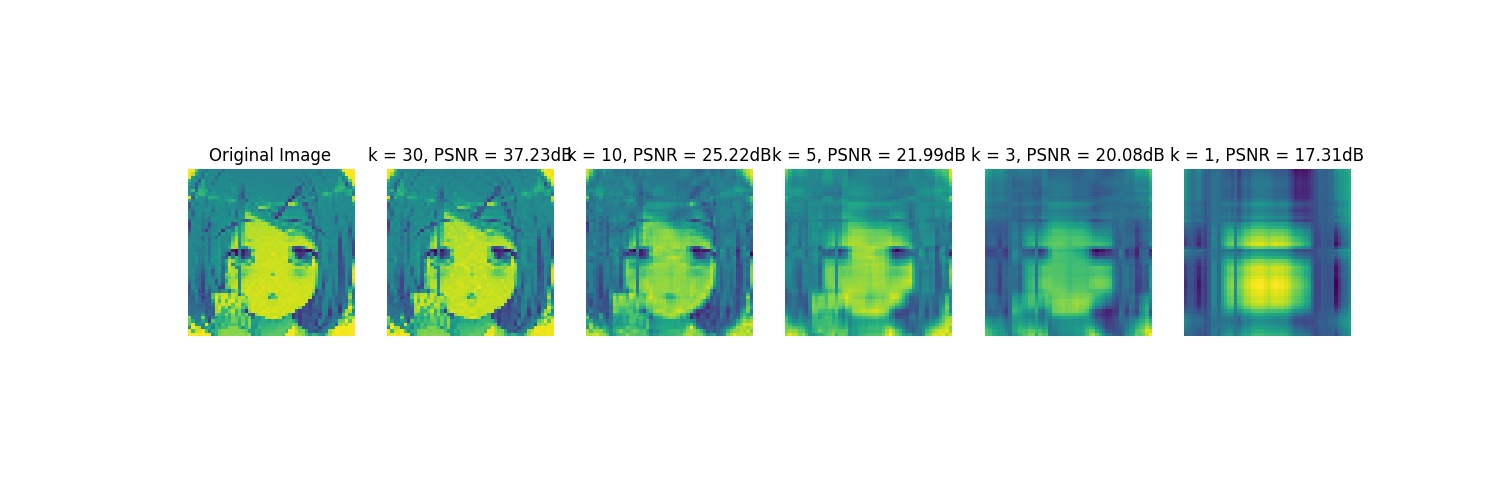 Original Image
k = 30, PSNR = 37.23dB
k = 10, PSNR = 25.22dB
k = 5, PSNR = 21.99dB
k = 3, PSNR = 20.08dB
k = 1, PSNR = 17.31dB